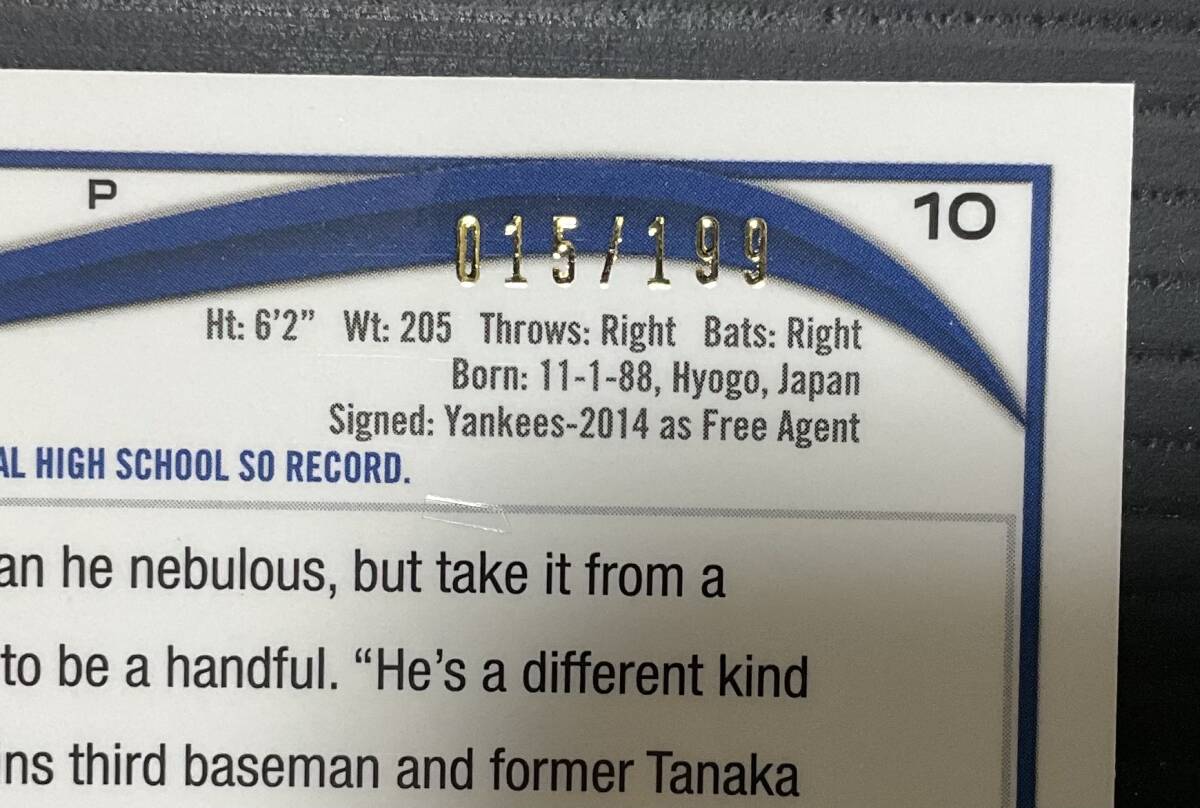 P
10
015/199
Ht: 6’2” Wt: 205 Throws: Right Bats: Right
Born: 11-1-88, Hyogo, Japan
Signed: Yankees-2014 as Free Agent
AL HIGH SCHOOL SO RECORD.
an he nebulous, but take it from a
to be a handful. “He’s a different kind
ins third baseman and former Tanaka